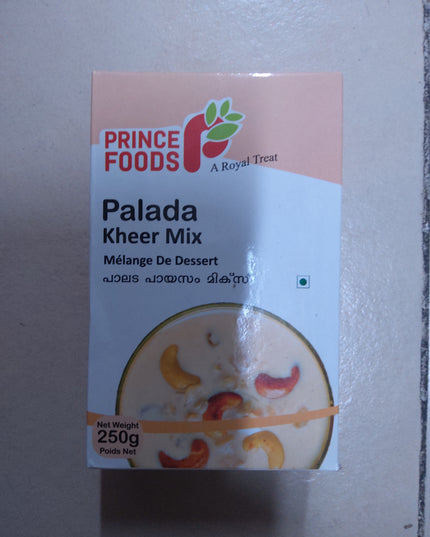 PRINCE
FOODS
A Royal Treat
Palada
Kheer Mix
Mélange De Dessert
പാലട പായസം മിക്സ്
Net Weight
250g
Poids Net